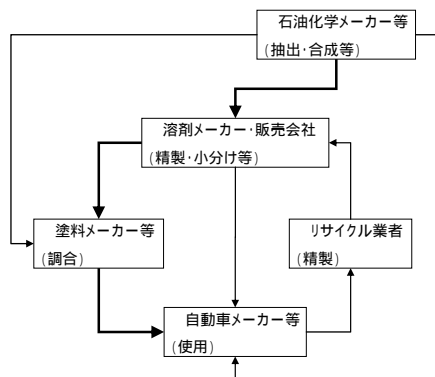 石油化学メーカー等
(抽出･合成等)
溶剤メーカー･販売会社
(精製･小分け等)
塗料メーカー等
(調合)
リサイクル業者
(精製)
自動車メーカー等
(使用)